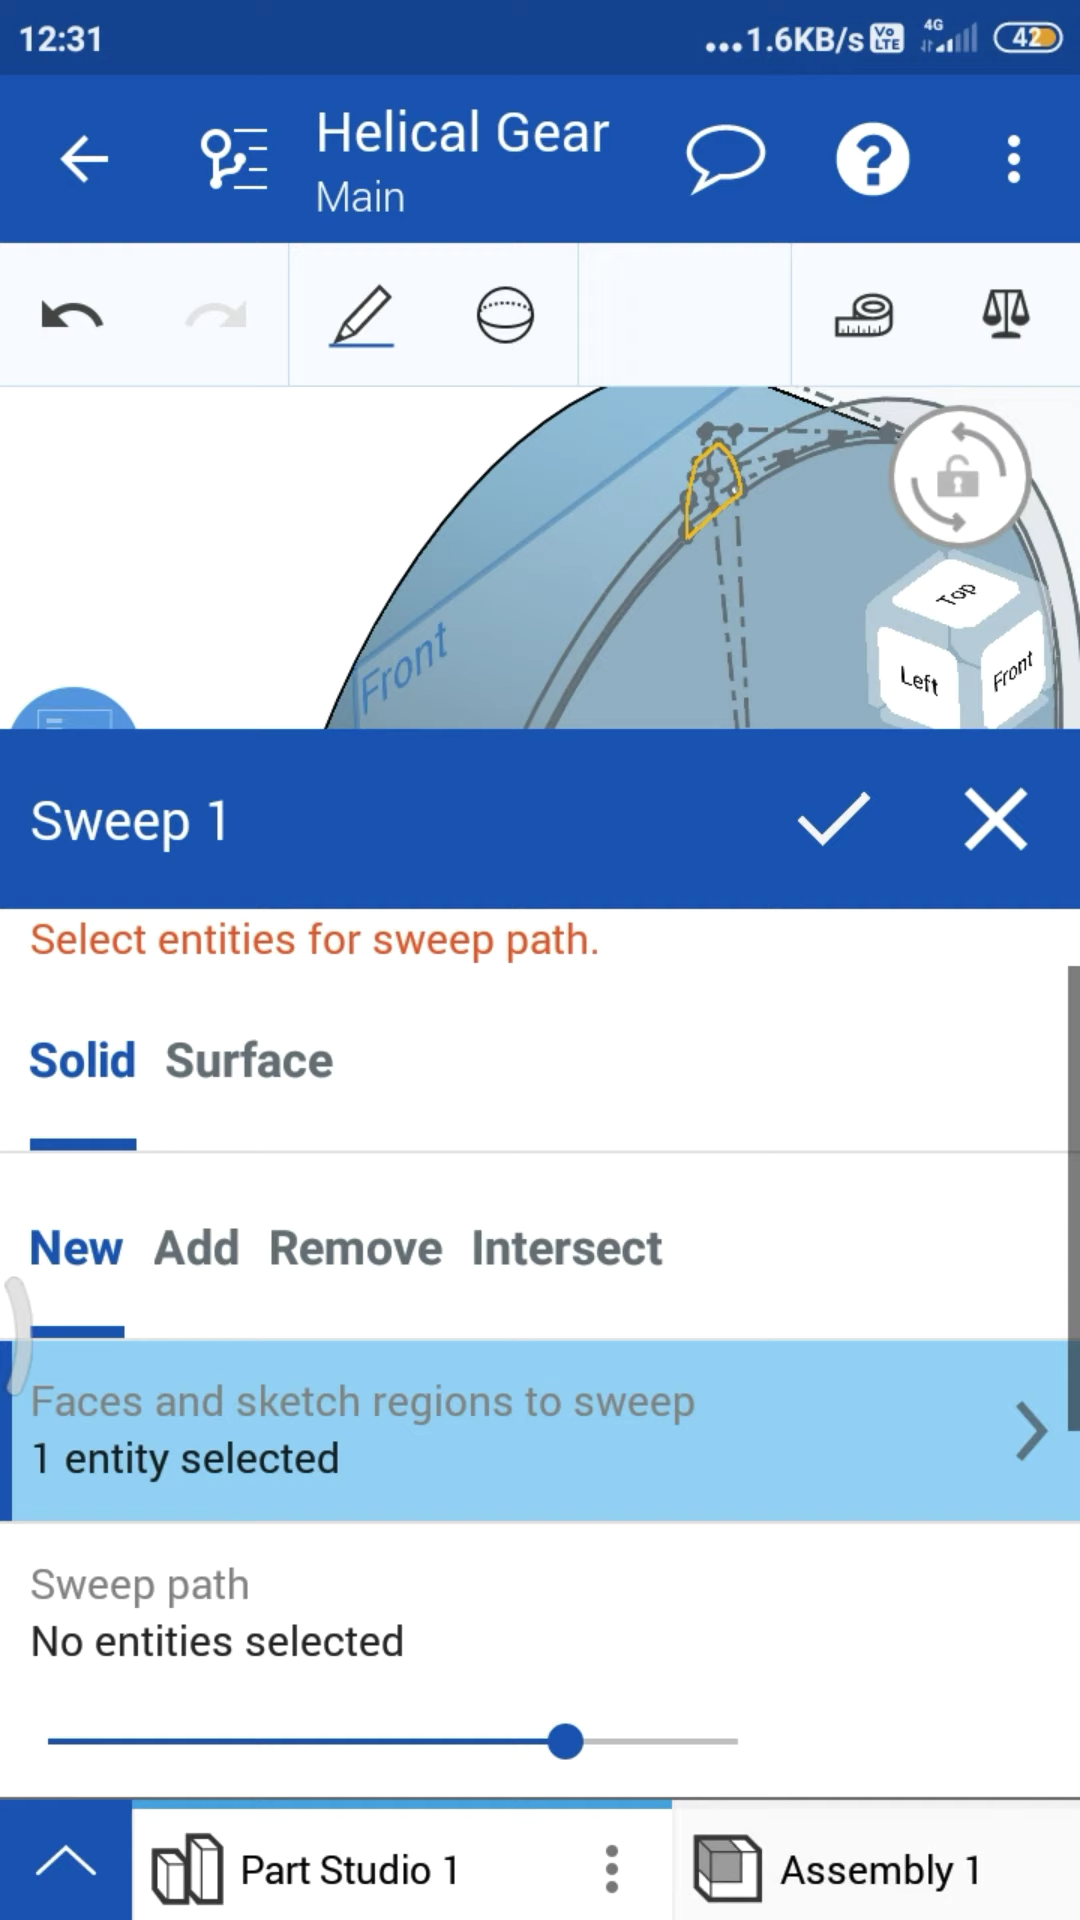 12:31
...1.6KB/s Vo LTE 4G 42
Helical Gear
Main
Front
Top
Left
Front
Sweep 1
Select entities for sweep path.
Solid Surface
New Add Remove Intersect
Faces and sketch regions to sweep
1 entity selected
Sweep path
No entities selected
Part Studio 1
Assembly 1